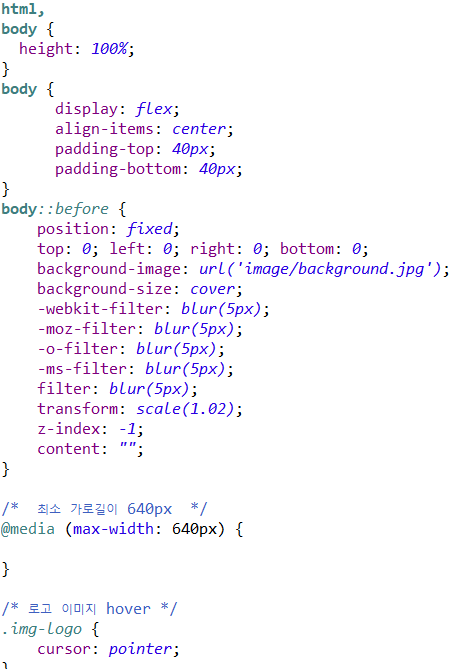 html,
body {
  height: 100%;
}
body {
      display: flex;
      align-items: center;
      padding-top: 40px;
      padding-bottom: 40px;
}
body::before {
    position: fixed;
    top: 0; left: 0; right: 0; bottom: 0;
    background-image: url('image/background.jpg');
    background-size: cover;
    -webkit-filter: blur(5px);
    -moz-filter: blur(5px);
    -o-filter: blur(5px);
    -ms-filter: blur(5px);
    filter: blur(5px);
    transform: scale(1.02);
    z-index: -1;
    content: "";
}

/*  최소 가로길이 640px  */
@media (max-width: 640px) {

}

/* 로고 이미지 hover */
.img-logo {
    cursor: pointer;
}